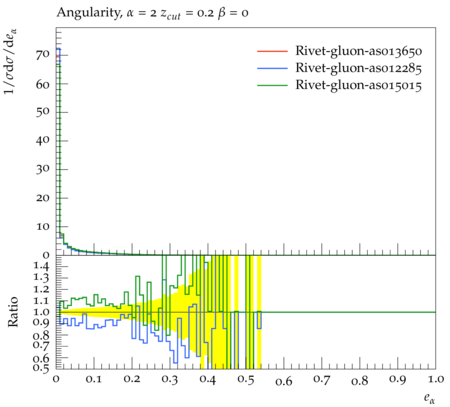 Angularity, α = 2 z_cut = 0.2 β = 0
1/σdσ/de_α
70
60
50
40
30
20
10
0
Rivet-gluon-as013650
Rivet-gluon-as012285
Rivet-gluon-as015015
Ratio
1.4
1.3
1.2
1.1
1.0
0.9
0.8
0.7
0.6
0.5
0 0.1 0.2 0.3 0.4 0.5 0.6 0.7 0.8 0.9 1.0
e_α